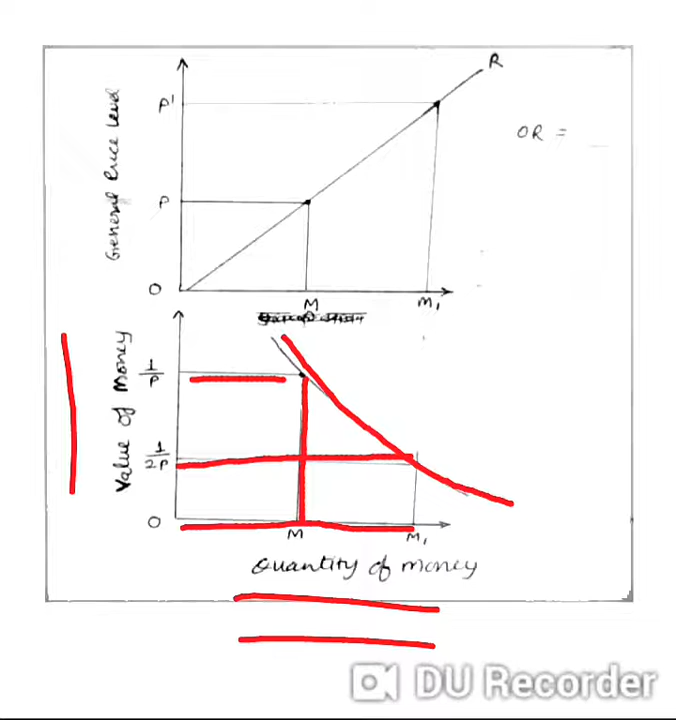 R
P'
General Price Level
OR =
P
O
M
M₁
Value of Money
1/P
1/2P
O
M
M₁
Quantity of money
DU Recorder